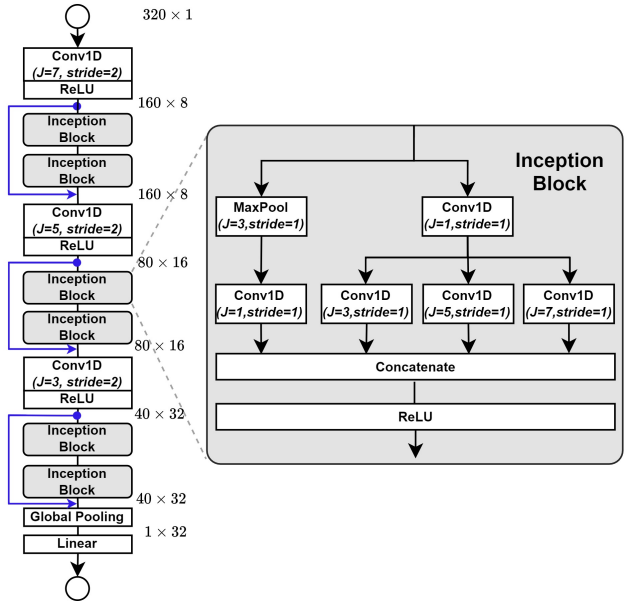 320 × 1
Conv1D
(J=7, stride=2)
ReLU
160 × 8
Inception
Block
Inception
Block
160 × 8
Conv1D
(J=5, stride=2)
ReLU
80 × 16
Inception
Block
Inception
Block
80 × 16
Conv1D
(J=3, stride=2)
ReLU
40 × 32
Inception
Block
Inception
Block
40 × 32
Global Pooling
1 × 32
Linear
Inception
Block
MaxPool
(J=3,stride=1)
Conv1D
(J=1,stride=1)
Conv1D
(J=1,stride=1)
Conv1D
(J=3,stride=1)
Conv1D
(J=5,stride=1)
Conv1D
(J=7,stride=1)
Concatenate
ReLU